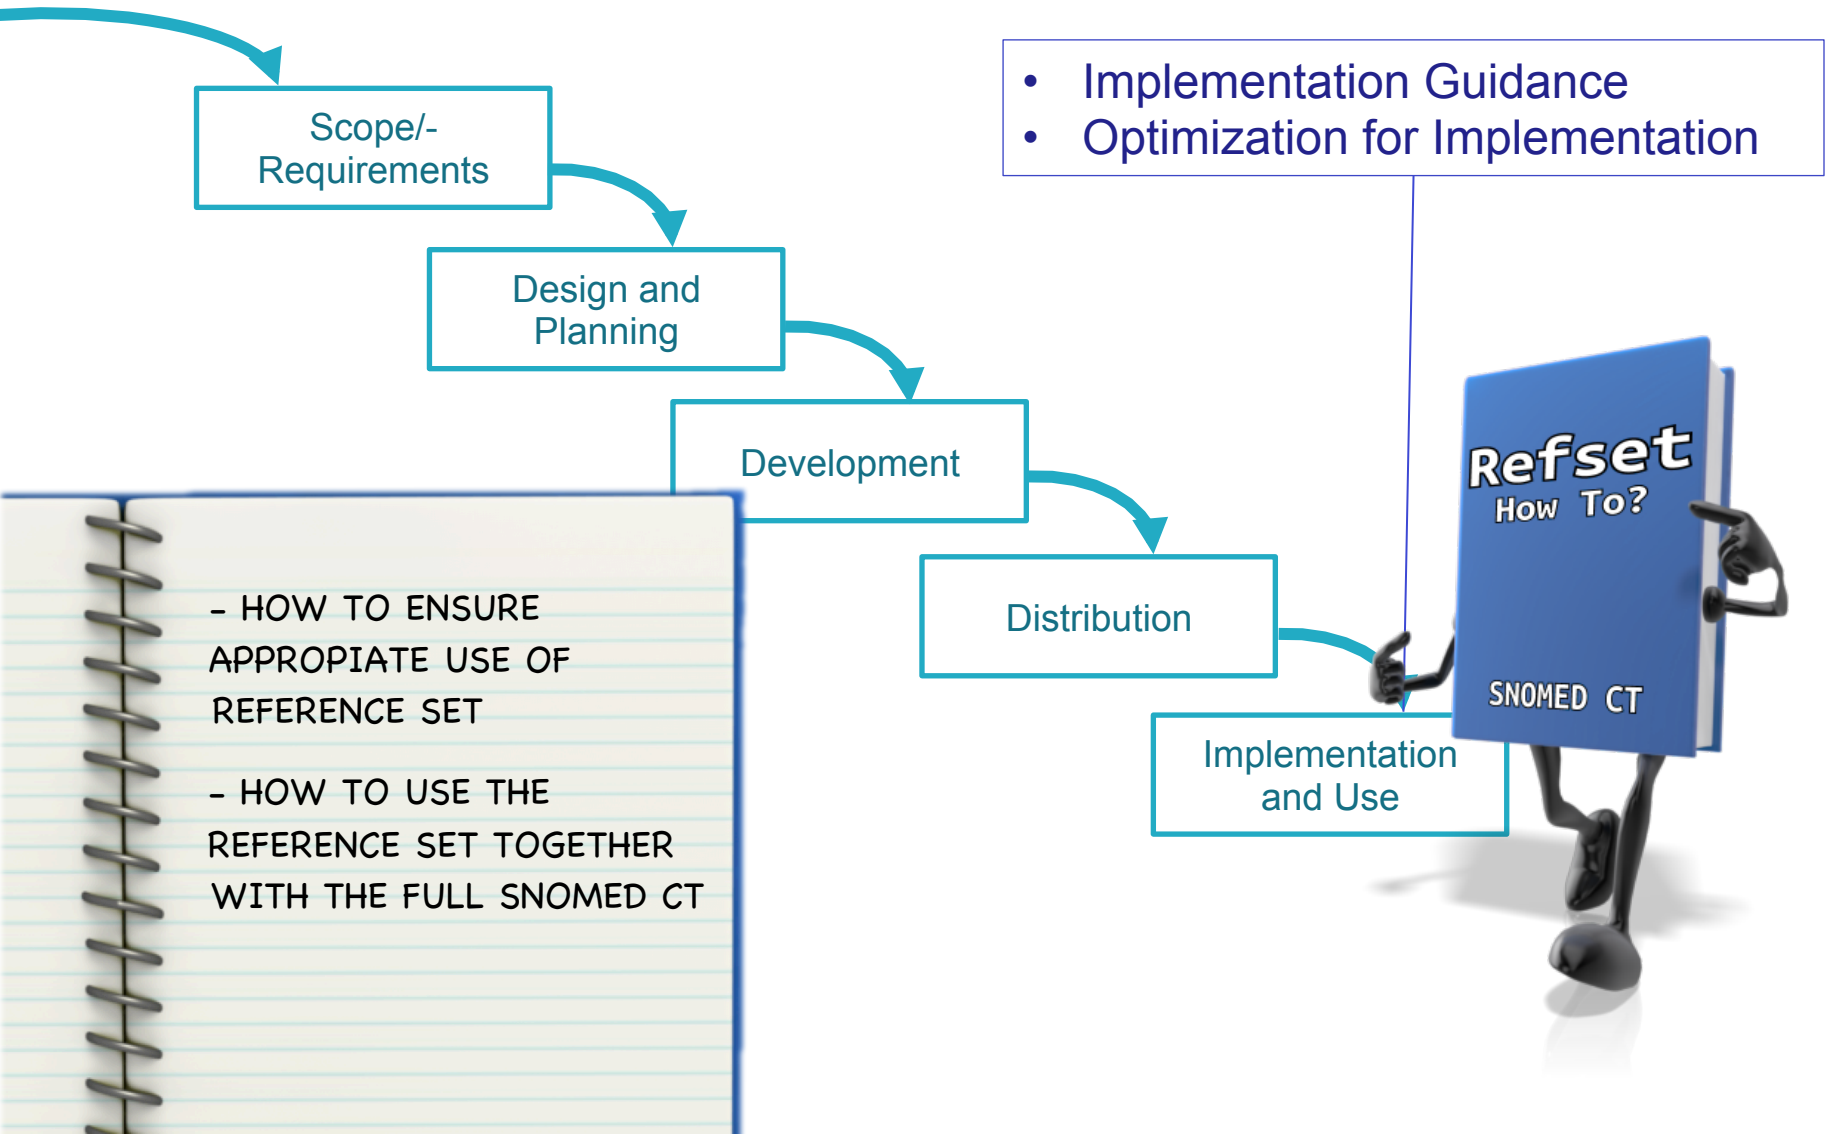 Scope/-
Requirements
• Implementation Guidance
• Optimization for Implementation
Design and
Planning
Development
Distribution
Implementation
and Use
Refset
How To?
SNOMED CT
- HOW TO ENSURE
APPROPIATE USE OF
REFERENCE SET
- HOW TO USE THE
REFERENCE SET TOGETHER
WITH THE FULL SNOMED CT